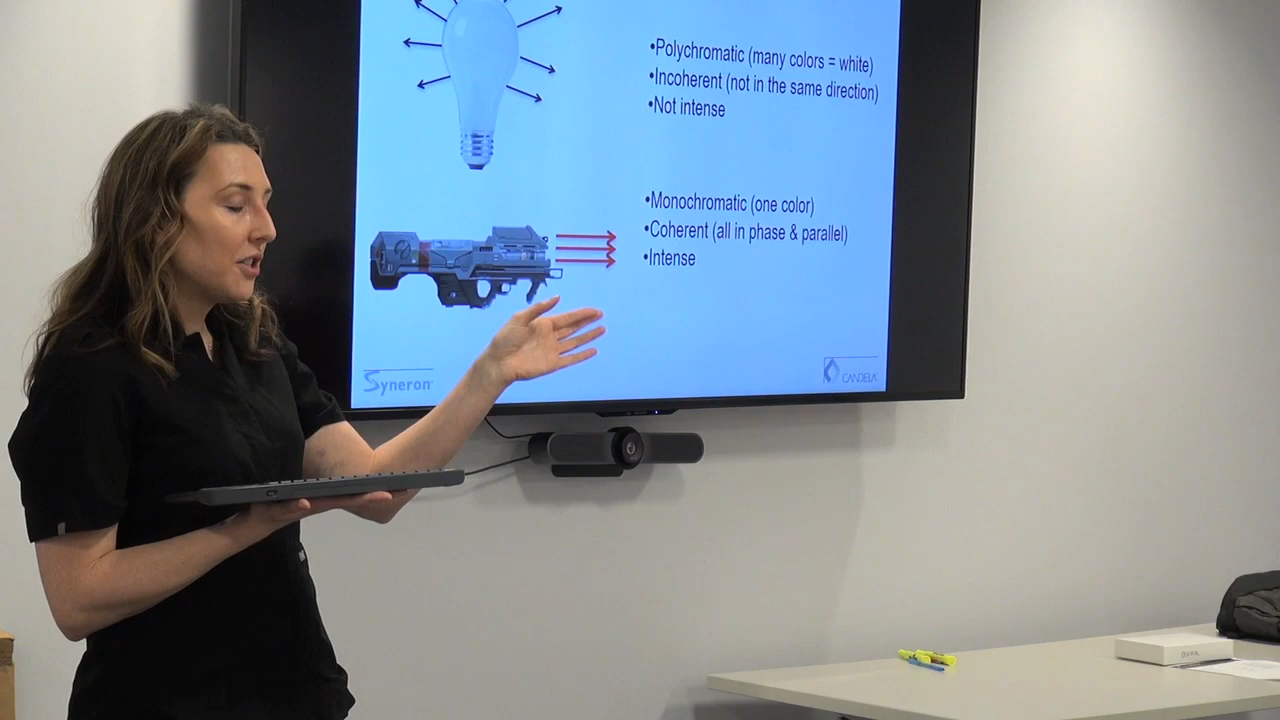 •Polychromatic (many colors = white)
•Incoherent (not in the same direction)
•Not intense
•Monochromatic (one color)
•Coherent (all in phase & parallel)
•Intense
Syneron
CANDELA